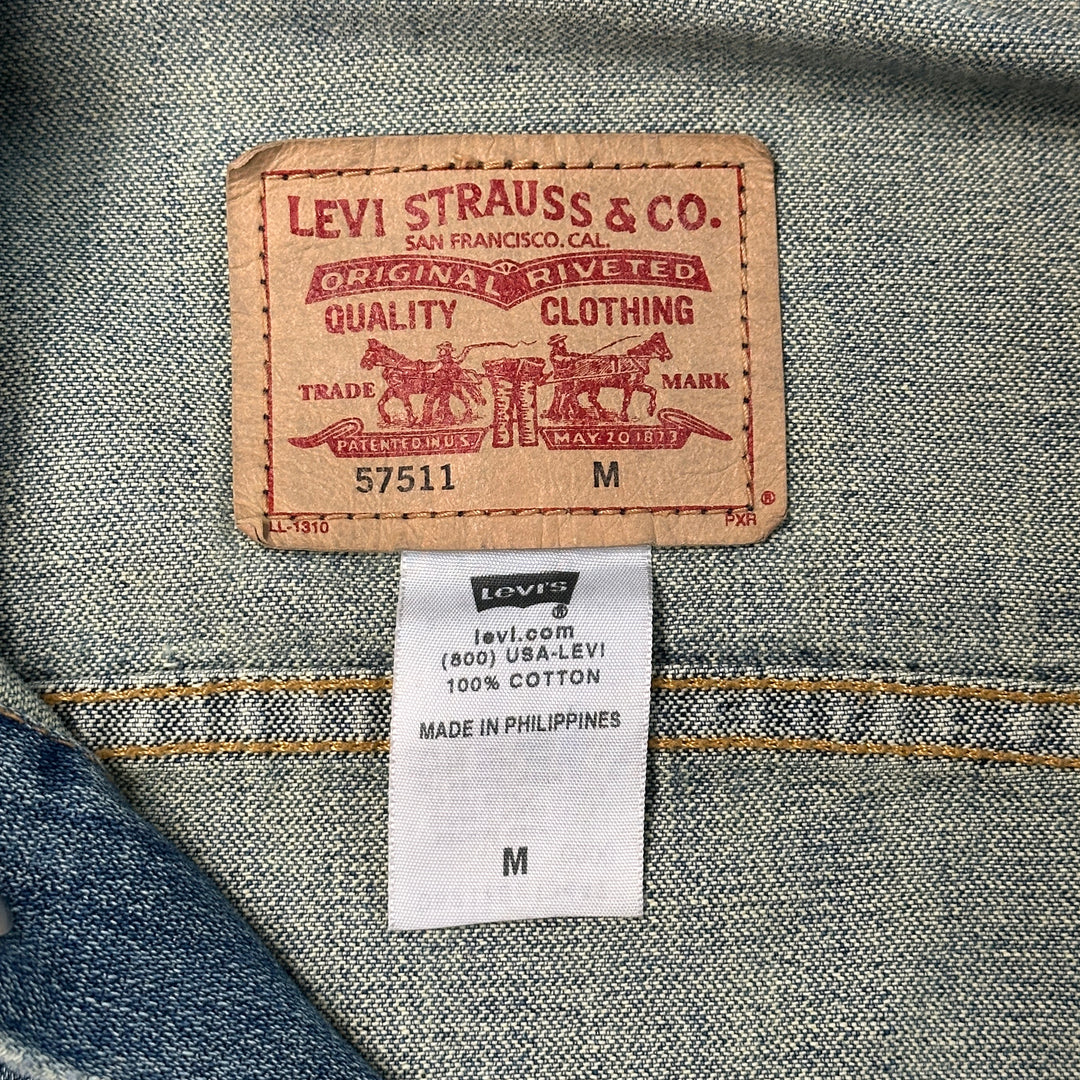 LEVI STRAUSS & CO.
SAN FRANCISCO, CAL.
ORIGINAL RIVETED
QUALITY CLOTHING
TRADE MARK
PATENTED IN U.S. MAY 20 1873
57511 M
®
LL-1310 PXR
Levi's
®
levi.com
(800) USA-LEVI
100% COTTON
MADE IN PHILIPPINES
M